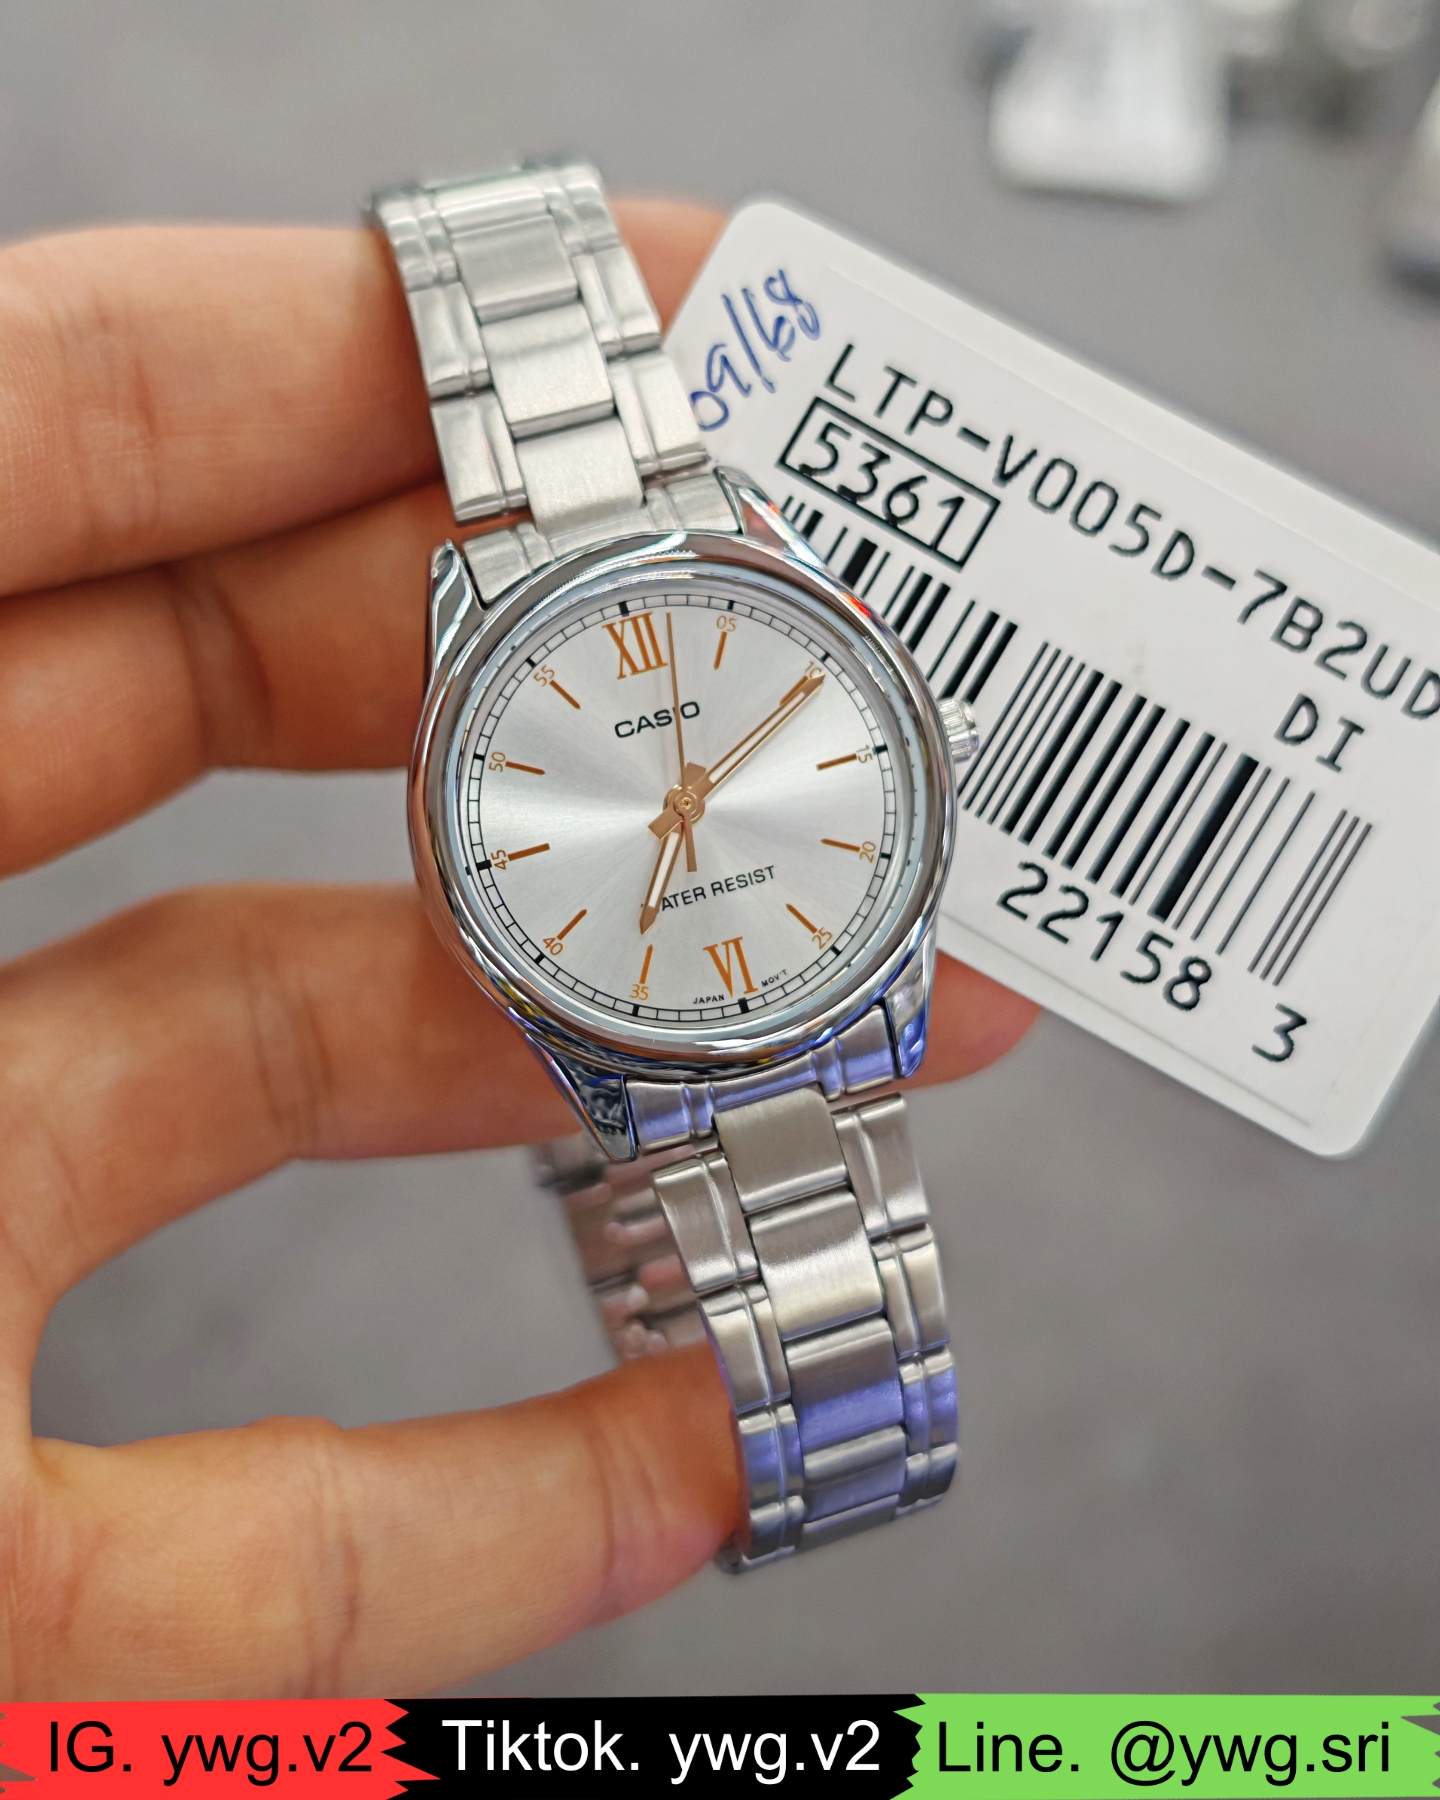 09/68
LTP-V005D-7B2UD
5361
DI
22158 3
XII
05
10
15
20
25
VI
35
40
45
50
55
CASIO
WATER RESIST
JAPAN MOV'T
IG. ywg.v2
Tiktok. ywg.v2
Line. @ywg.sri